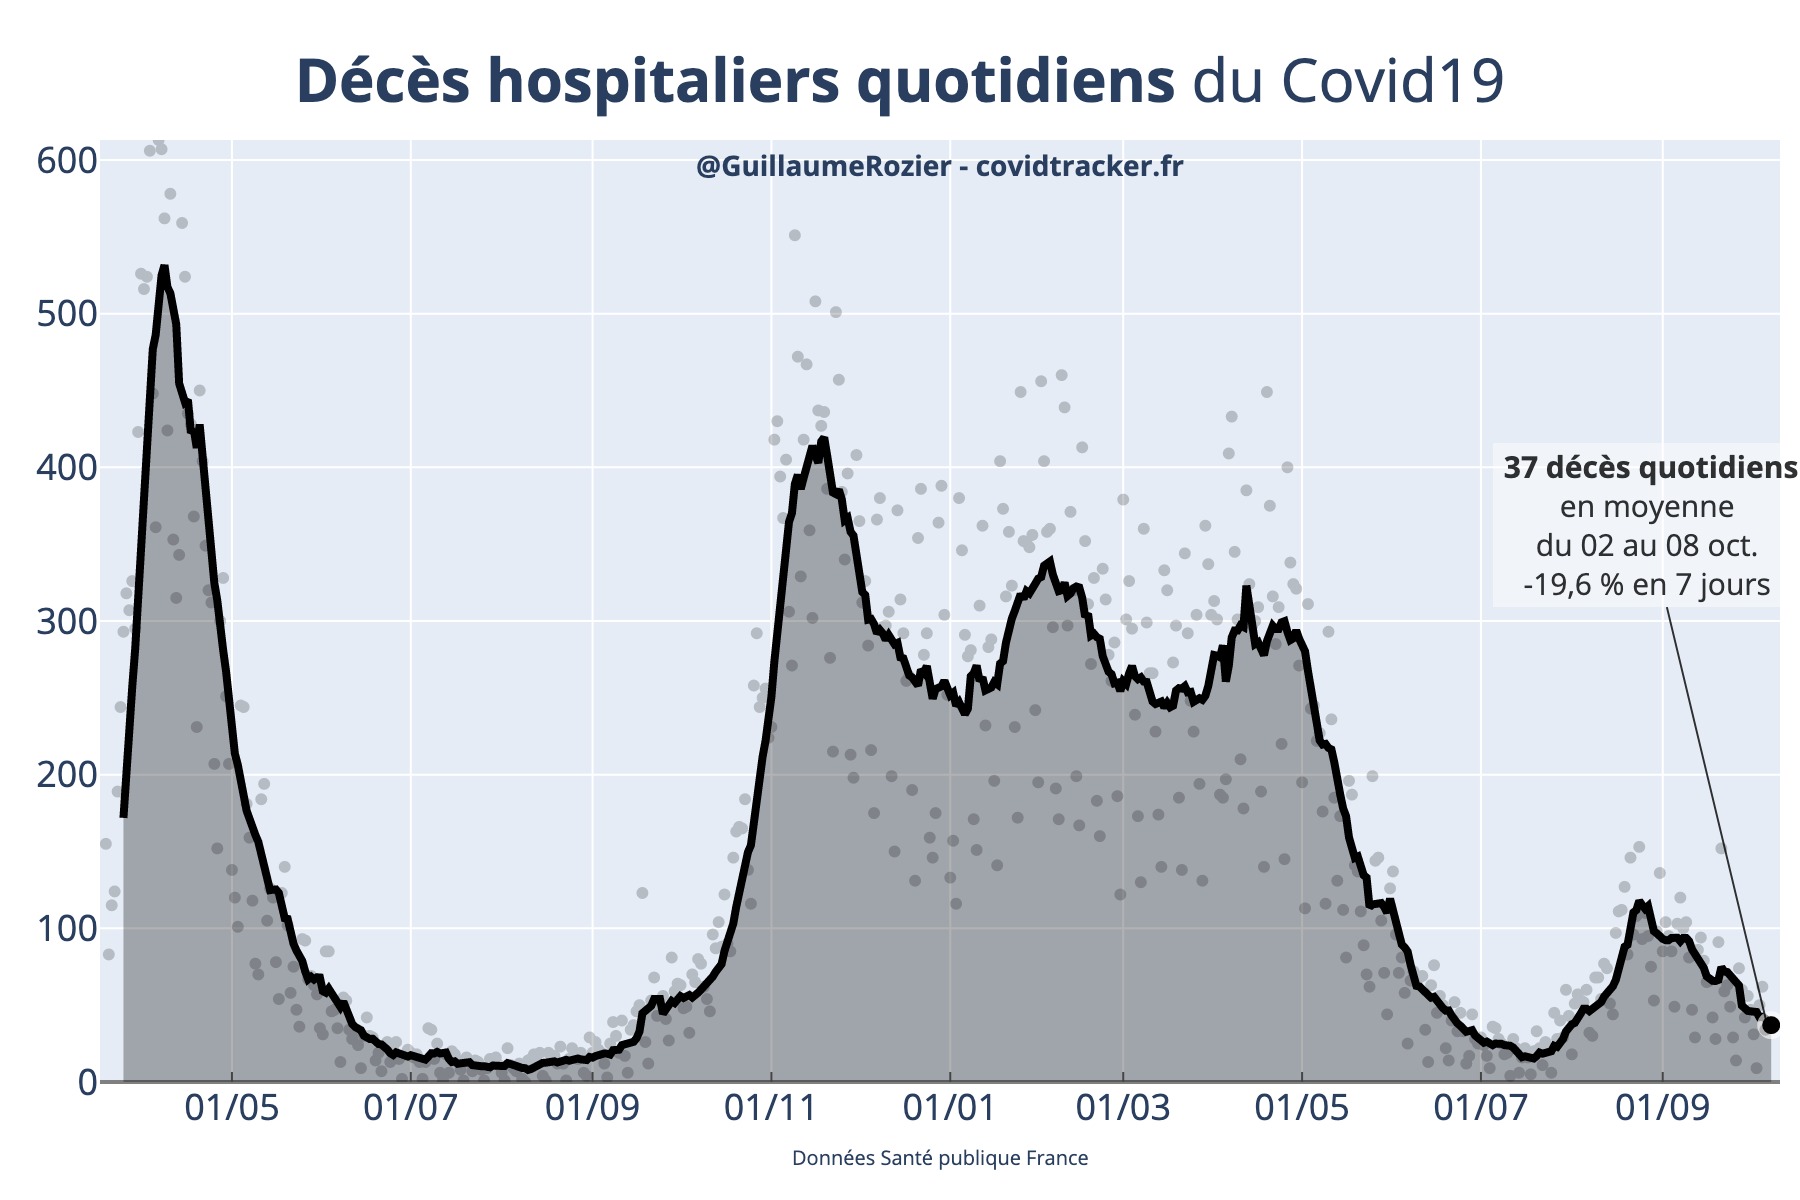 Décès hospitaliers quotidiens du Covid19
@GuillaumeRozier - covidtracker.fr
600
500
400
300
200
100
0
37 décès quotidiens
en moyenne
du 02 au 08 oct.
-19,6 % en 7 jours
01/05 01/07 01/09 01/11 01/01 01/03 01/05 01/07 01/09
Données Santé publique France